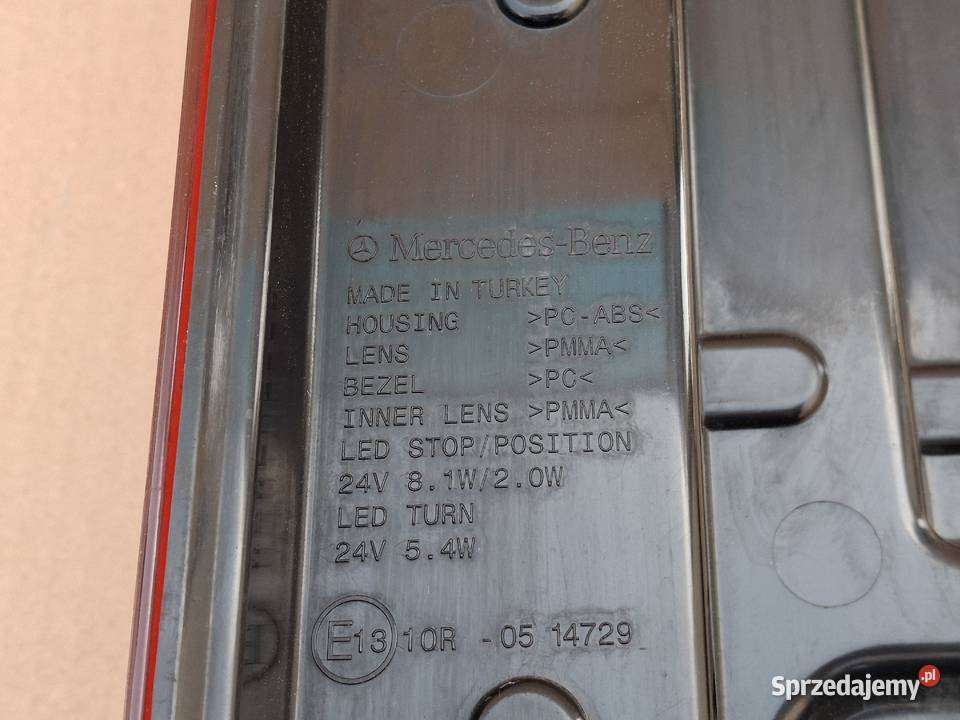 Mercedes-Benz
MADE IN TURKEY
HOUSING >PC-ABS<
LENS >PMMA<
BEZEL >PC<
INNER LENS >PMMA<
LED STOP/POSITION
24V 8.1W/2.0W
LED TURN
24V 5.4W
E13 10R -05 14729
Sprzedajemy.pl